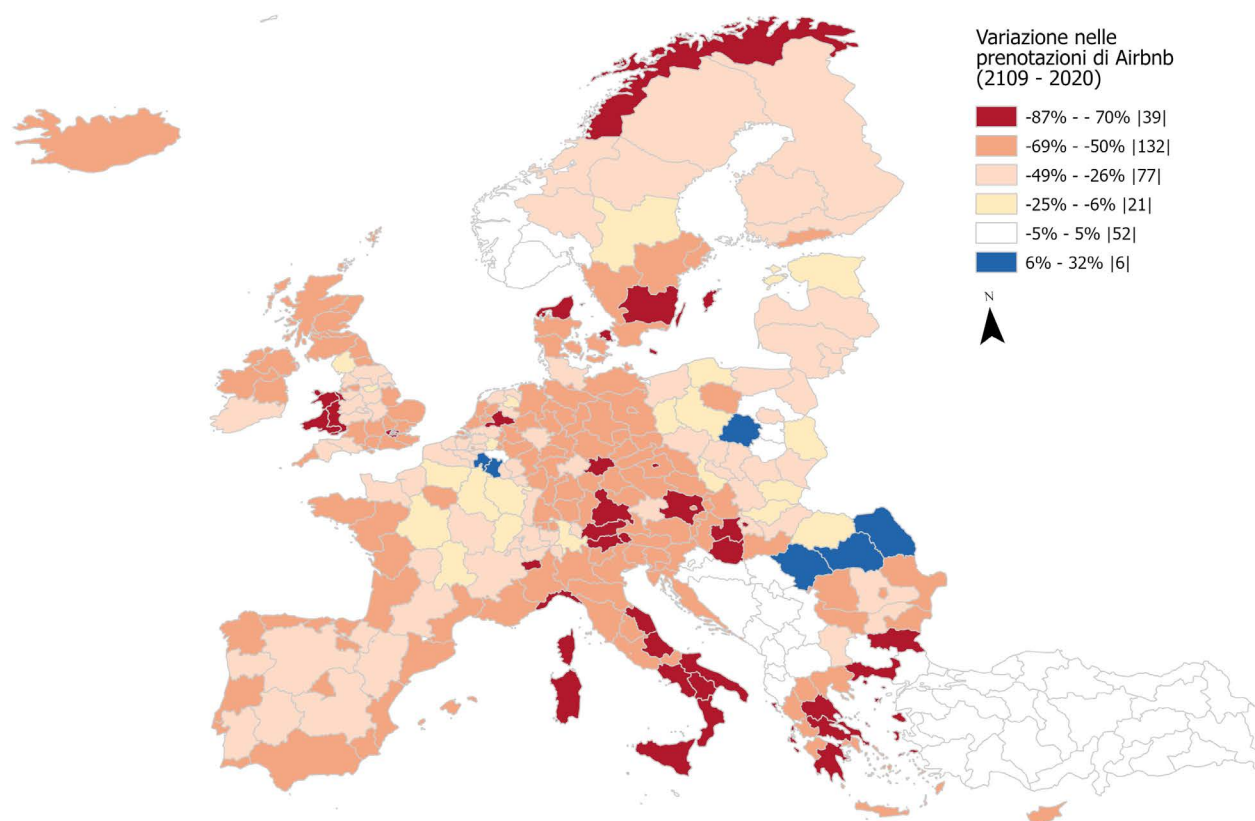 Variazione nelle
prenotazioni di Airbnb
(2109 - 2020)
-87% - - 70% |39|
-69% - -50% |132|
-49% - -26% |77|
-25% - -6% |21|
-5% - 5% |52|
6% - 32% |6|
N